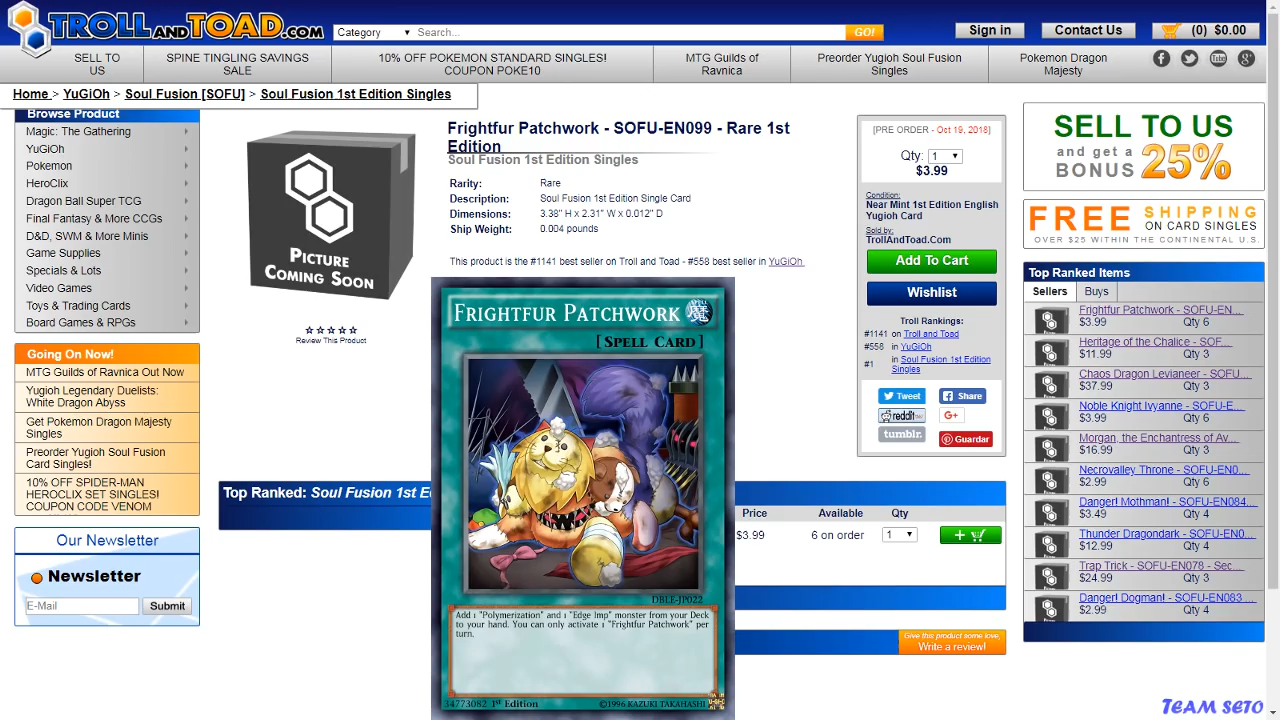 TROLL AND TOAD.COM
Category
Search...
GO!
Sign in
Contact Us
(0) $0.00
SELL TO
US
SPINE TINGLING SAVINGS
SALE
10% OFF POKEMON STANDARD SINGLES!
COUPON POKE10
MTG Guilds of
Ravnica
Preorder Yugioh Soul Fusion
Singles
Pokemon Dragon
Majesty
You Tube
Home > YuGiOh > Soul Fusion [SOFU] > Soul Fusion 1st Edition Singles
Browse Product
Magic: The Gathering
YuGiOh
Pokemon
HeroClix
Dragon Ball Super TCG
Final Fantasy & More CCGs
D&D, SWM & More Minis
Game Supplies
Specials & Lots
Video Games
Toys & Trading Cards
Board Games & RPGs
Going On Now!
MTG Guilds of Ravnica Out Now
Yugioh Legendary Duelists:
White Dragon Abyss
Get Pokemon Dragon Majesty
Singles
Preorder Yugioh Soul Fusion
Card Singles!
10% OFF SPIDER-MAN
HEROCLIX SET SINGLES!
COUPON CODE VENOM
Our Newsletter
Newsletter
E-Mail
Submit
PICTURE
COMING SOON
Review This Product
Frightfur Patchwork - SOFU-EN099 - Rare 1st
Edition
Soul Fusion 1st Edition Singles
Rarity: Rare
Description: Soul Fusion 1st Edition Single Card
Dimensions: 3.38" H x 2.31" W x 0.012" D
Ship Weight: 0.004 pounds
This product is the #1141 best seller on Troll and Toad - #558 best seller in YuGiOh
Frightfur Patchwork
SPELL
魔
[Spell Card]
DBLE-JP022
Add 1 "Polymerization" and 1 "Edge Imp" monster from your Deck
to your hand. You can only activate 1 "Frightfur Patchwork" per
turn.
34773082 1st Edition
©1996 KAZUKI TAKAHASHI
Top Ranked: Soul Fusion 1st E
Price
Available
Qty
$3.99
6 on order
1
Give this product some love,
Write a review!
[PRE ORDER - Oct 19, 2018]
Qty: 1
$3.99
Condition:
Near Mint 1st Edition English
Yugioh Card
Sold by:
TrollAndToad.Com
Add To Cart
Wishlist
Troll Rankings:
#1141 on Troll and Toad
#558 in YuGiOh
#1 in Soul Fusion 1st Edition
Singles
Tweet
Share
reddit
G+
tumblr.
Guardar
SELL TO US
and get a
BONUS 25%
FREE SHIPPING
ON CARD SINGLES
OVER $25 WITHIN THE CONTINENTAL U.S.
Top Ranked Items
Sellers
Buys
Frightfur Patchwork - SOFU-EN...
$3.99 Qty 6
Heritage of the Chalice - SOF...
$11.99 Qty 3
Chaos Dragon Levianeer - SOFU...
$37.99 Qty 3
Noble Knight Ivyanne - SOFU-E...
$3.99 Qty 4
Morgan, the Enchantress of Av...
$16.99 Qty 3
Necrovalley Throne - SOFU-EN0...
$2.99 Qty 6
Danger! Mothman! - SOFU-EN084...
$3.49 Qty 4
Thunder Dragondark - SOFU-EN0...
$12.99 Qty 4
Trap Trick - SOFU-EN078 - Sec...
$24.99 Qty 3
Danger! Dogman! - SOFU-EN083 ...
$2.99 Qty 4
TEAM SETO